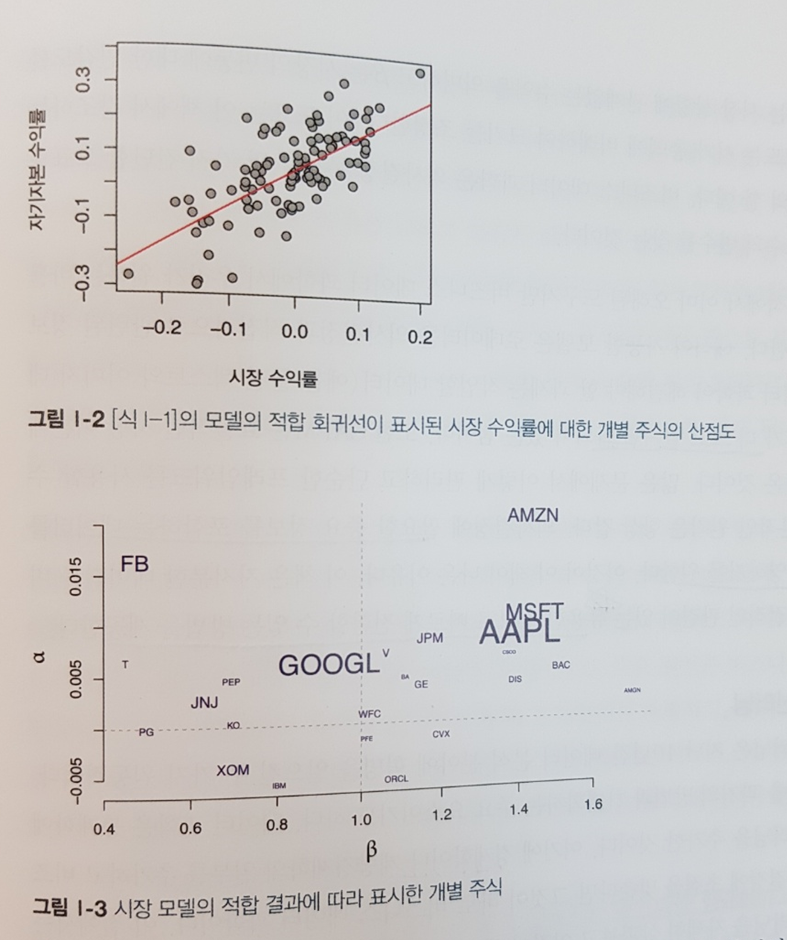 자기자본 수익률
0.3
0.1
−0.1
−0.3
−0.2 −0.1 0.0 0.1 0.2
시장 수익률
그림 I-2 [식 I-1]의 모델의 적합 회귀선이 표시된 시장 수익률에 대한 개별 주식의 산점도
AMZN
FB
0.015
MSFT
AAPL
JPM
V
CSCO
α
T
GOOGL
BAC
0.005
PEP
BA
GE
DIS
AMGN
JNJ
WFC
KO
PG
PFE
CVX
XOM
ORCL
−0.005
IBM
0.4 0.6 0.8 1.0 1.2 1.4 1.6
β
그림 I-3 시장 모델의 적합 결과에 따라 표시한 개별 주식